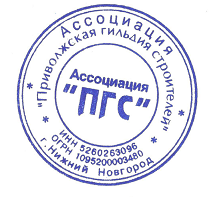 Ассоциация
"Приволжская гильдия строителей"
Ассоциация
"ПГС"
ИНН 5260263096
ОГРН 1095200003480
г. Нижний Новгород